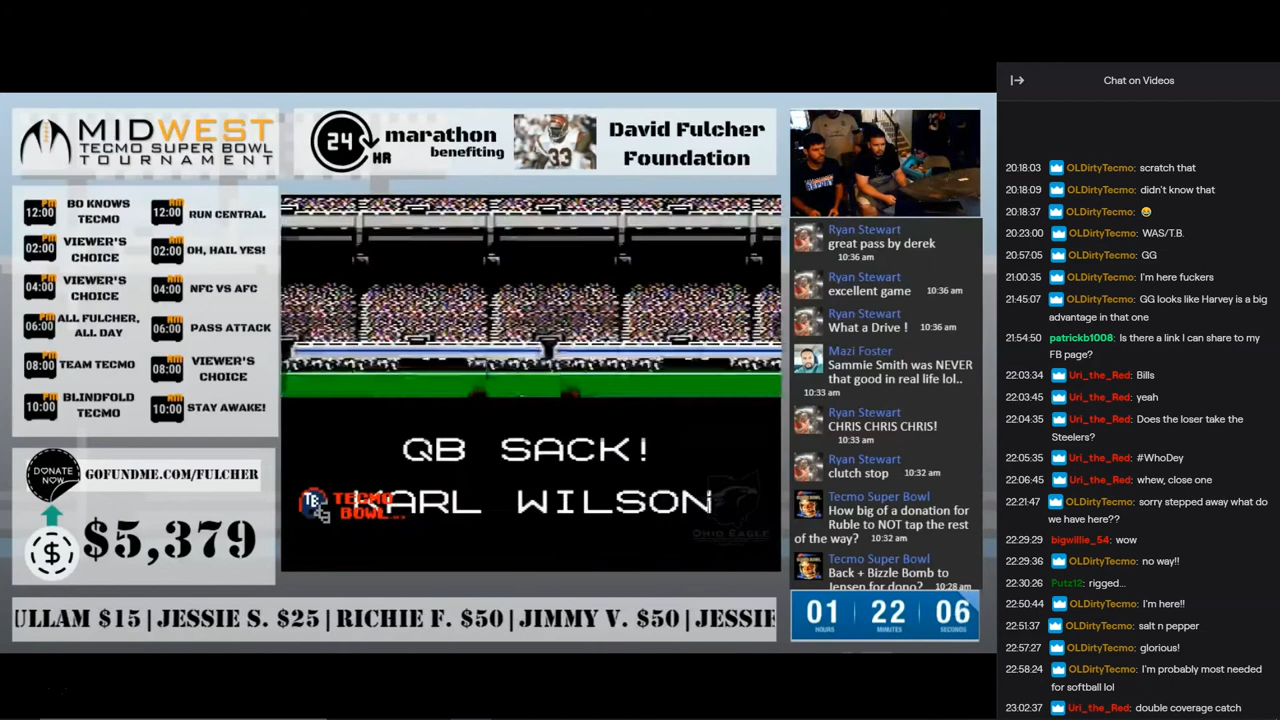 MIDWEST
TECMO SUPER BOWL
TOURNAMENT
24 HR
marathon
benefiting
33
David Fulcher
Foundation
12:00 PM BO KNOWS
TECMO
12:00 AM RUN CENTRAL
02:00 VIEWER'S
CHOICE
02:00 OH, HAIL YES!
04:00 VIEWER'S
CHOICE
04:00 NFC VS AFC
06:00 ALL FULCHER,
ALL DAY
06:00 PASS ATTACK
08:00 TEAM TECMO
08:00 VIEWER'S
CHOICE
10:00 BLINDFOLD
TECMO
10:00 STAY AWAKE!
DONATE
NOW
GOFUNDME.COM/FULCHER
$
$5,379
QB SACK!
KARL WILSON
TECMO
BOWL...
OHIO EAGLE
Ryan Stewart
great pass by derek
10:36 am
Ryan Stewart
excellent game 10:36 am
Ryan Stewart
What a Drive ! 10:36 am
Mazi Foster
Sammie Smith was NEVER
that good in real life lol..
10:33 am
Ryan Stewart
CHRIS CHRIS CHRIS!
10:33 am
Ryan Stewart
clutch stop 10:32 am
Tecmo Super Bowl
How big of a donation for
Ruble to NOT tap the rest
of the way? 10:32 am
Tecmo Super Bowl
Back + Bizzle Bomb to
Jensen for dono? 10:28 am
01 22 06
HOURS MINUTES SECONDS
ULLAM $15 | JESSIE S. $25 | RICHIE F. $50 | JIMMY V. $50 | JESSIE
Chat on Videos
20:18:03 OLDirtyTecmo: scratch that
20:18:09 OLDirtyTecmo: didn't know that
20:18:37 OLDirtyTecmo: 😂
20:23:00 OLDirtyTecmo: WAS/T.B.
20:57:05 OLDirtyTecmo: GG
21:00:35 OLDirtyTecmo: I'm here fuckers
21:45:07 OLDirtyTecmo: GG looks like Harvey is a big
advantage in that one
21:54:50 patrickb1008: Is there a link I can share to my
FB page?
22:03:34 Uri_the_Red: Bills
22:03:45 Uri_the_Red: yeah
22:04:35 Uri_the_Red: Does the loser take the
Steelers?
22:05:35 Uri_the_Red: #WhoDey
22:06:45 Uri_the_Red: whew, close one
22:21:47 OLDirtyTecmo: sorry stepped away what do
we have here??
22:29:29 bigwillie_54: wow
22:29:36 OLDirtyTecmo: no way!!
22:30:26 Putz12: rigged...
22:50:44 OLDirtyTecmo: I'm here!!
22:51:37 OLDirtyTecmo: salt n pepper
22:57:27 OLDirtyTecmo: glorious!
22:58:24 OLDirtyTecmo: I'm probably most needed
for softball lol
23:02:37 Uri_the_Red: double coverage catch